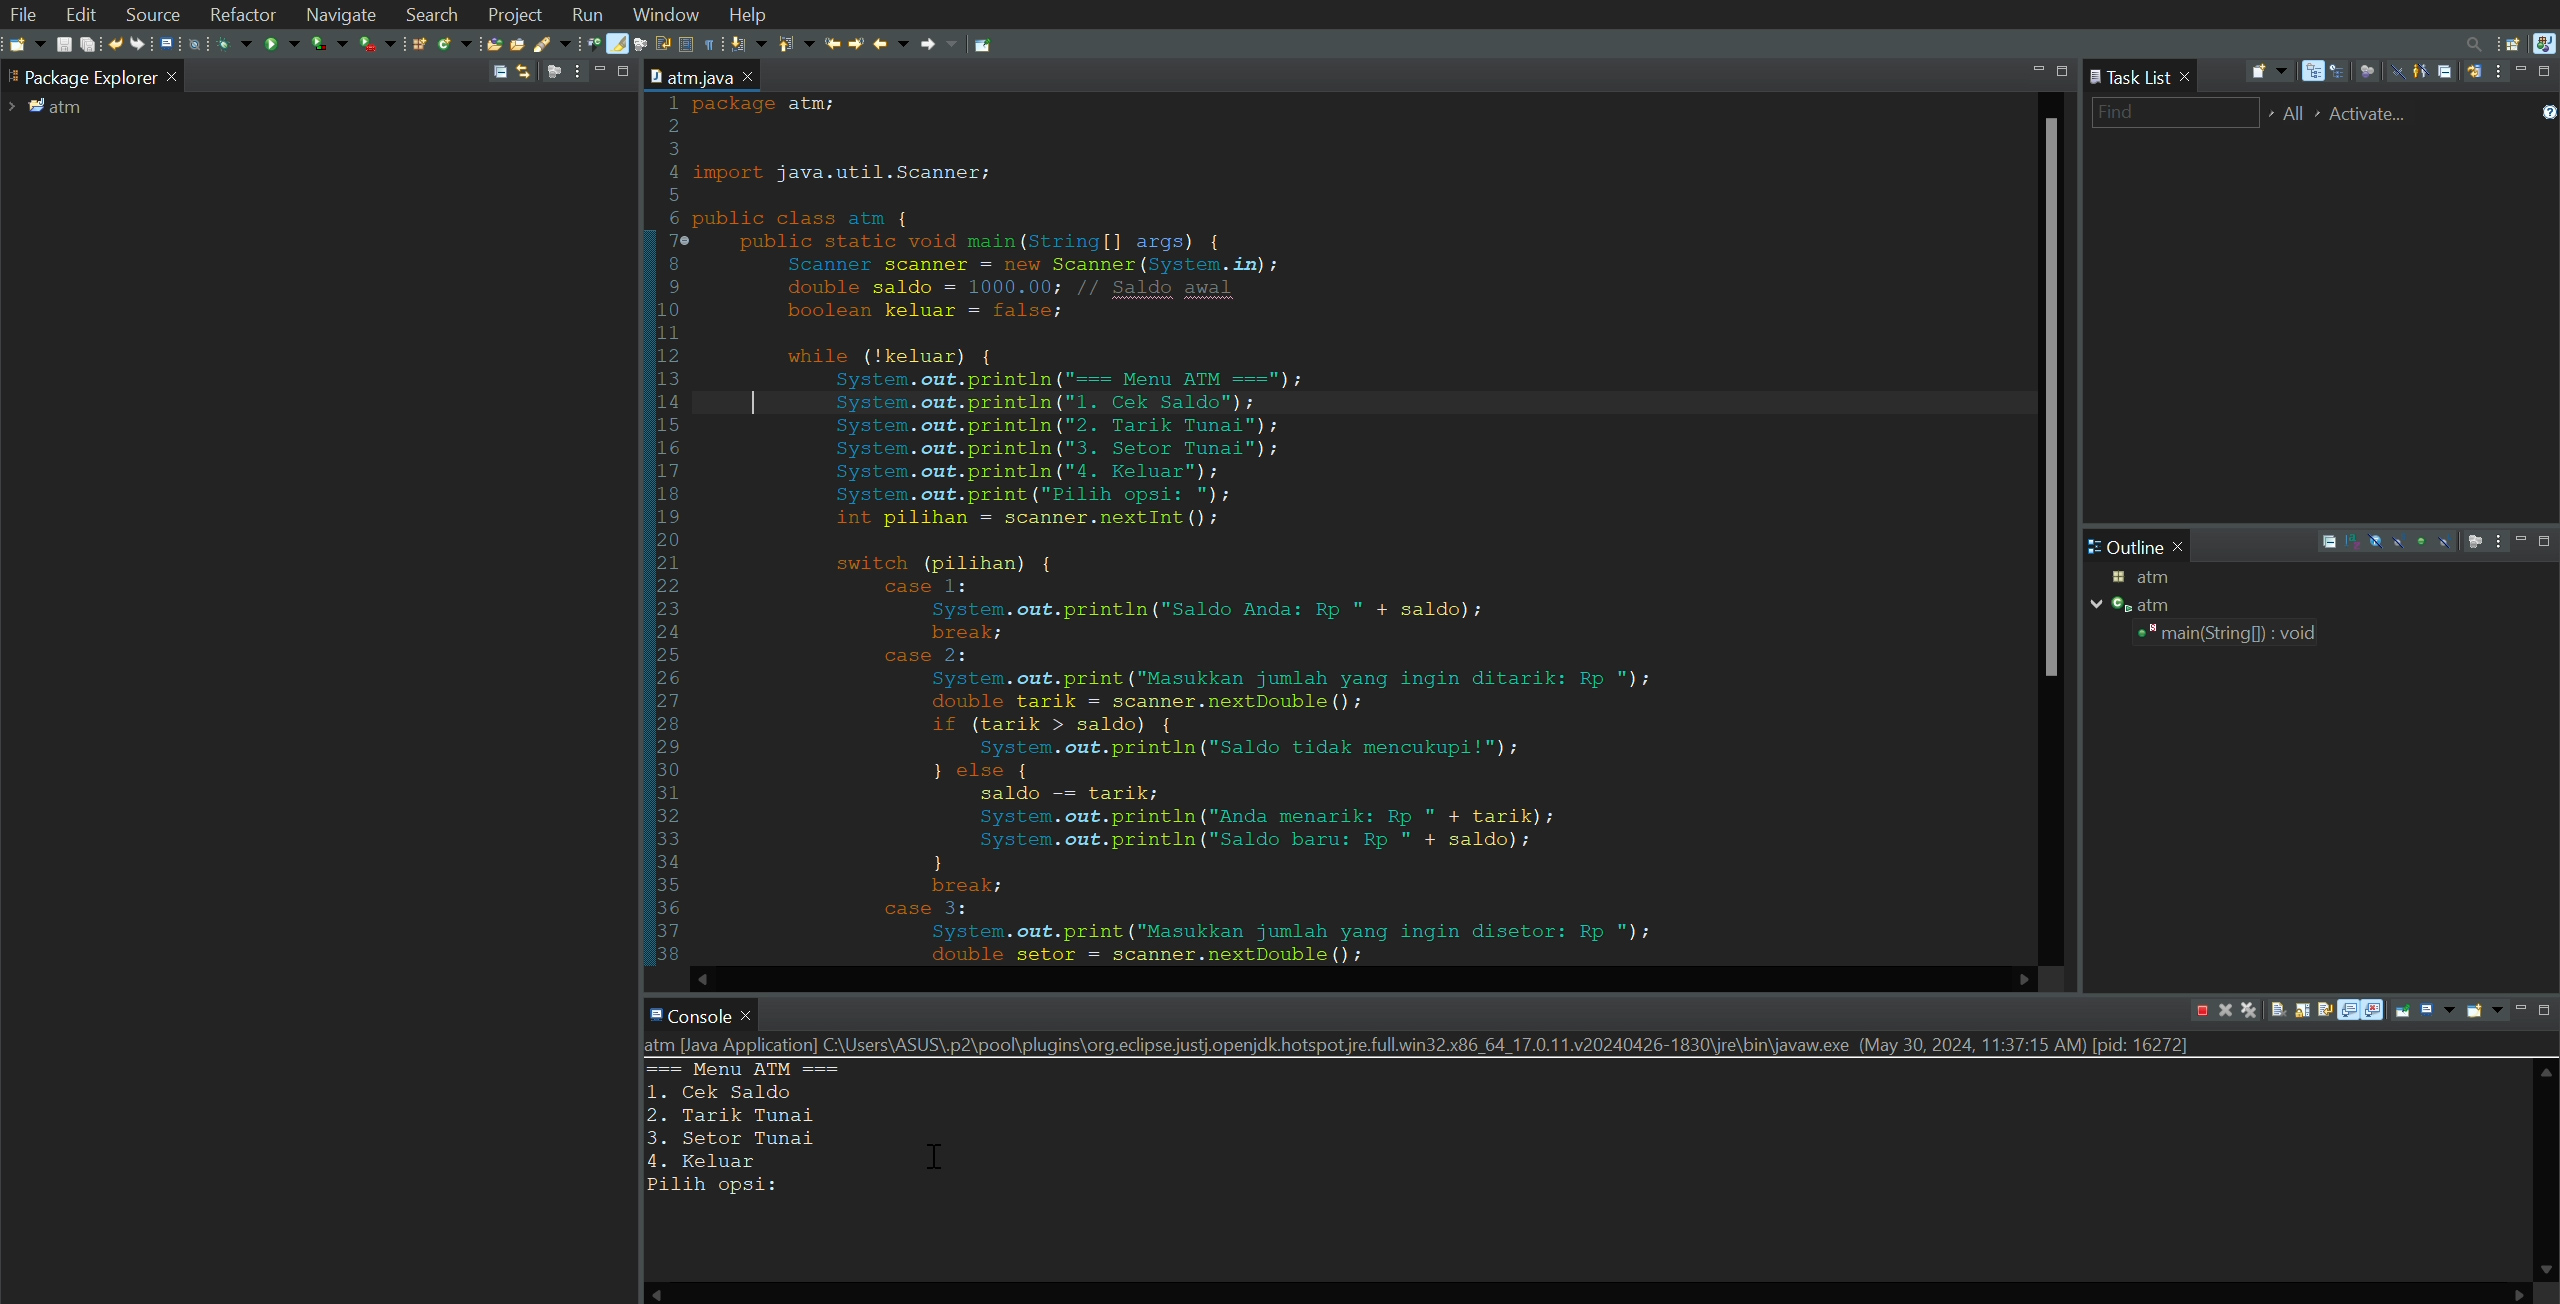 File Edit Source Refactor Navigate Search Project Run Window Help
Package Explorer
atm
atm.java
1 package atm;
2
3
4 import java.util.Scanner;
5
6 public class atm {
7 public static void main(String[] args) {
8 Scanner scanner = new Scanner(System.in);
9 double saldo = 1000.00; // Saldo awal
10 boolean keluar = false;
11
12 while (!keluar) {
13 System.out.println("=== Menu ATM ===");
14 System.out.println("1. Cek Saldo");
15 System.out.println("2. Tarik Tunai");
16 System.out.println("3. Setor Tunai");
17 System.out.println("4. Keluar");
18 System.out.print("Pilih opsi: ");
19 int pilihan = scanner.nextInt();
20
21 switch (pilihan) {
22 case 1:
23 System.out.println("Saldo Anda: Rp " + saldo);
24 break;
25 case 2:
26 System.out.print("Masukkan jumlah yang ingin ditarik: Rp ");
27 double tarik = scanner.nextDouble();
28 if (tarik > saldo) {
29 System.out.println("Saldo tidak mencukupi!");
30 } else {
31 saldo -= tarik;
32 System.out.println("Anda menarik: Rp " + tarik);
33 System.out.println("Saldo baru: Rp " + saldo);
34 }
35 break;
36 case 3:
37 System.out.print("Masukkan jumlah yang ingin disetor: Rp ");
38 double setor = scanner.nextDouble();
Task List
Find All Activate...
Outline
atm
atm
main(String[]) : void
Console
atm [Java Application] C:\Users\ASUS\.p2\pool\plugins\org.eclipse.justj.openjdk.hotspot.jre.full.win32.x86_64_17.0.11.v20240426-1830\jre\bin\javaw.exe (May 30, 2024, 11:37:15 AM) [pid: 16272]
=== Menu ATM ===
1. Cek Saldo
2. Tarik Tunai
3. Setor Tunai
4. Keluar
Pilih opsi: